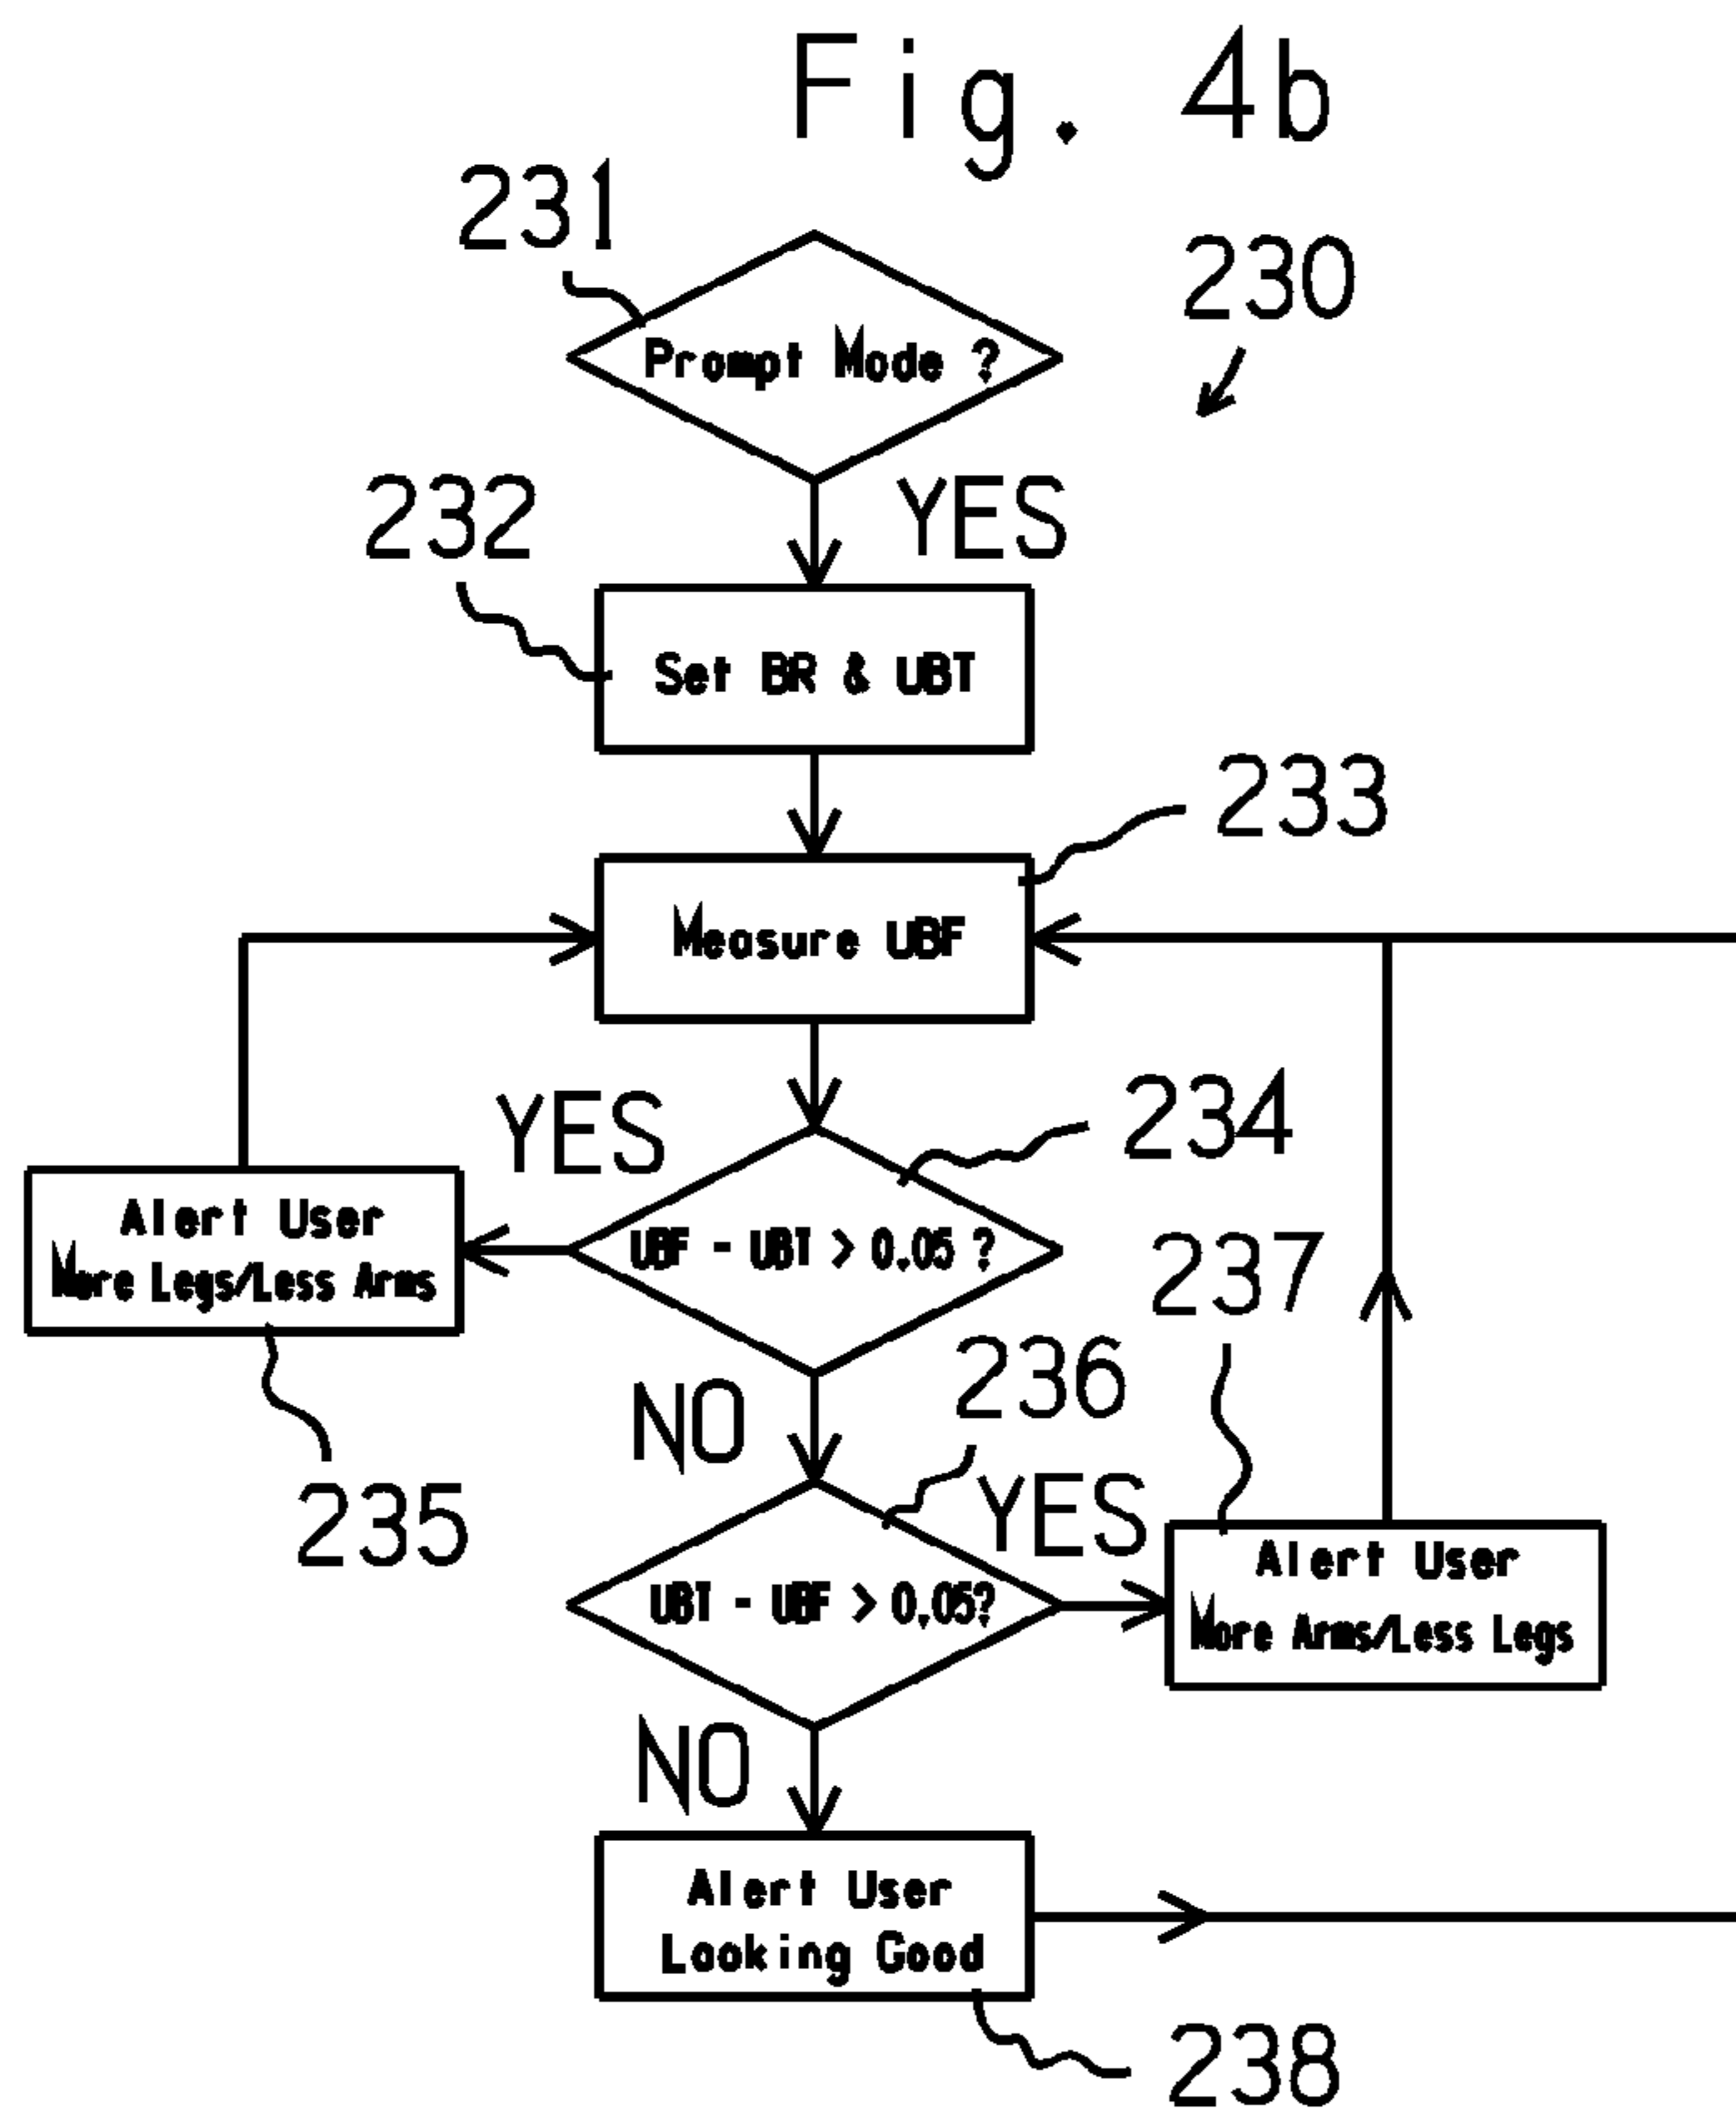 Fig. 4b
231
230
Prompt Mode ?
232
YES
Set BR & UBT
233
Measure UBF
234
YES
UBF - UBT > 0.05 ?
Alert User
More Legs/Less Arms
237
236
NO
235
YES
UBT - UBF > 0.05?
Alert User
More Arms/Less Legs
NO
Alert User
Looking Good
238